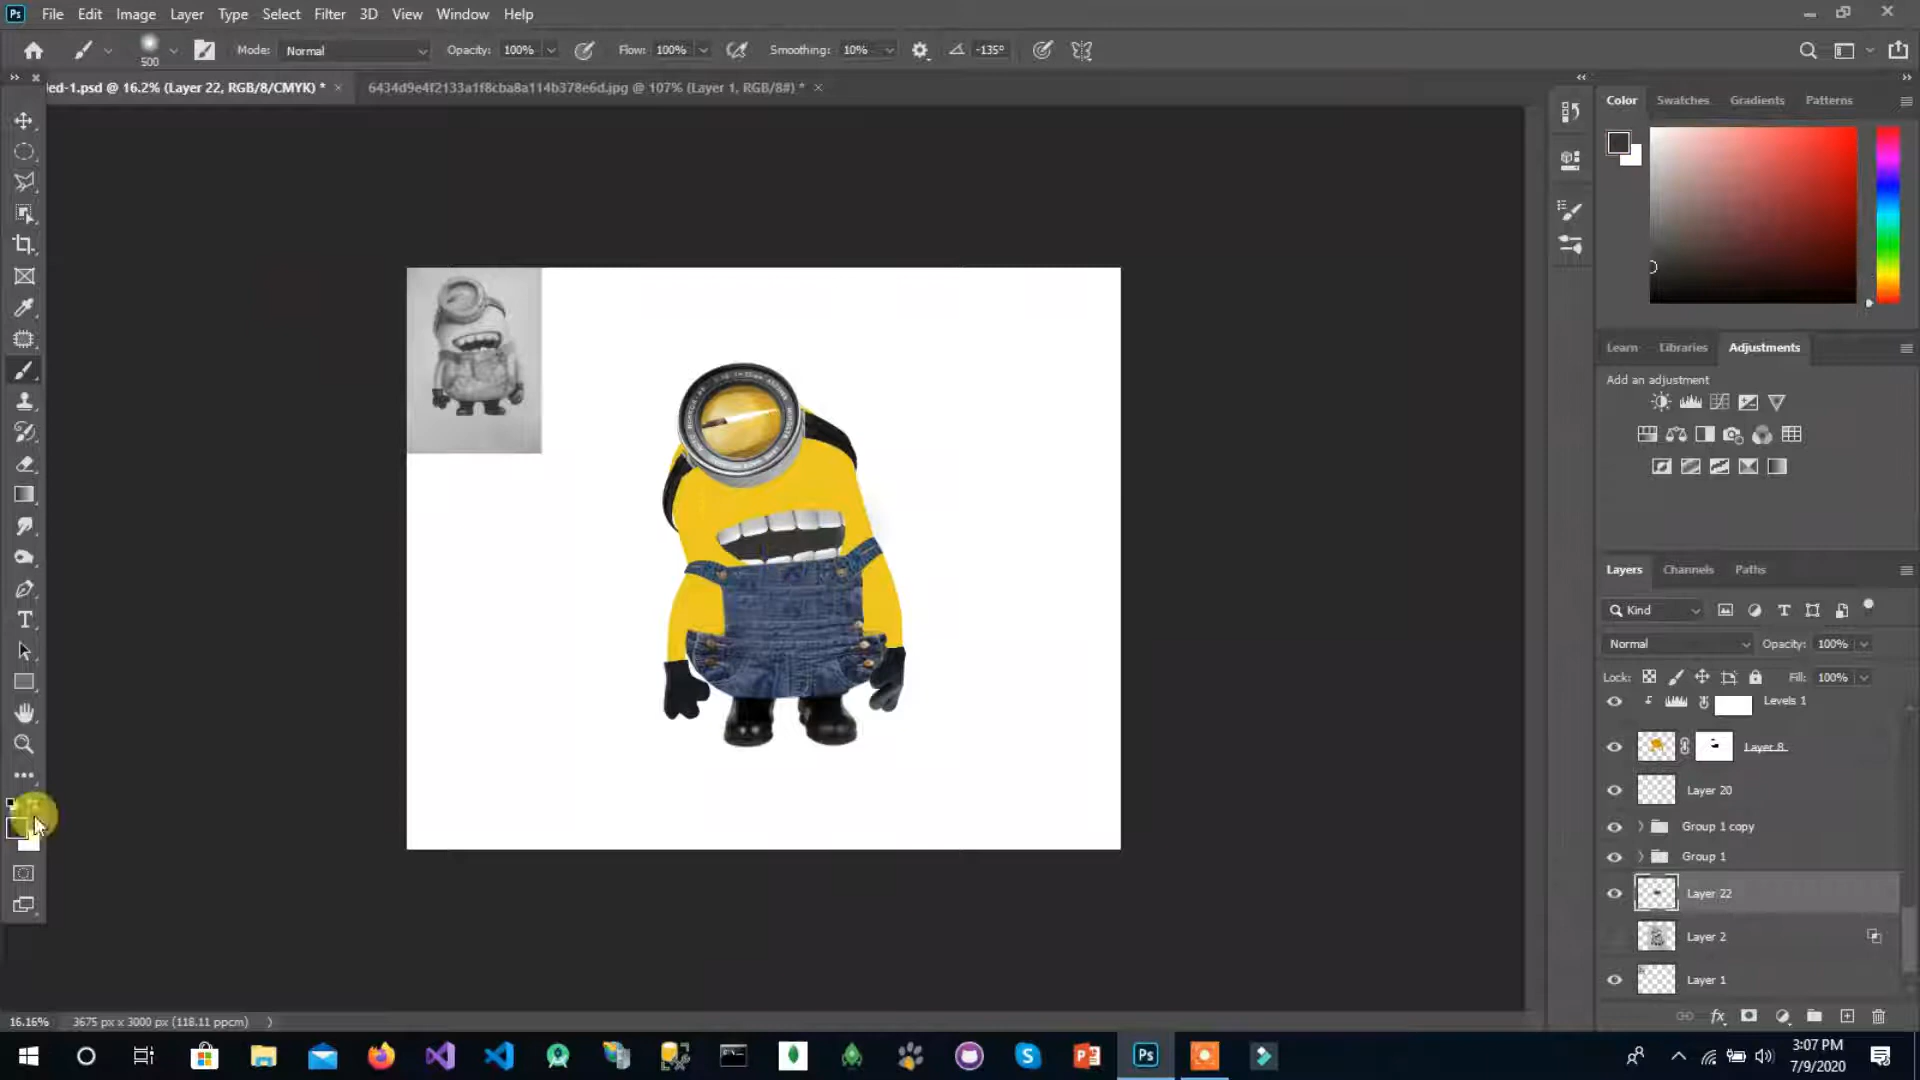 Ps File Edit Image Layer Type Select Filter 3D View Window Help
500 Mode: Normal Opacity: 100% Flow: 100% Smoothing: 10% -135°
led-1.psd @ 16.2% (Layer 22, RGB/8/CMYK) * × 6434d9e4f2133a1f8cba8a114b378e6d.jpg @ 107% (Layer 1, RGB/8#) * ×
Color Swatches Gradients Patterns
Learn Libraries Adjustments
Add an adjustment
Layers Channels Paths
Kind
Normal Opacity: 100%
Lock: Fill: 100%
Levels 1
Layer 8
Layer 20
Group 1 copy
Group 1
Layer 22
Layer 2
Layer 1
fx
16.16% 3675 px x 3000 px (118.11 ppcm)
Ps
3:07 PM
7/9/2020